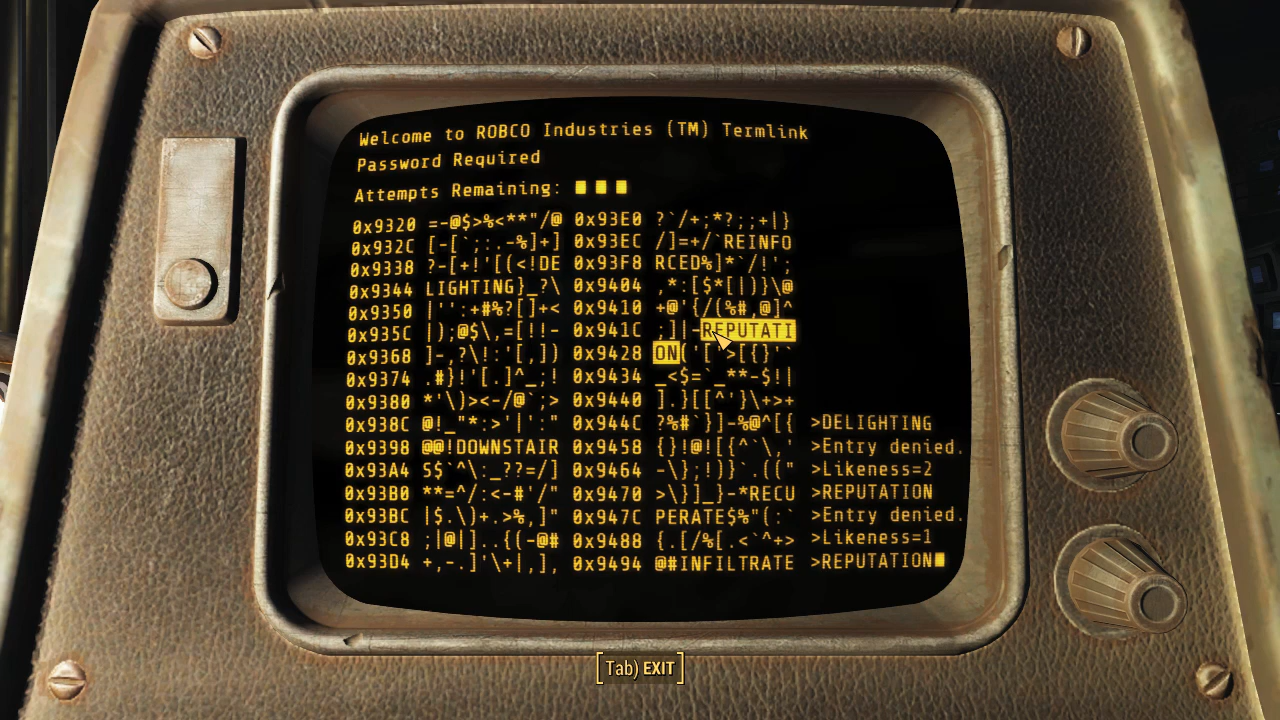 Welcome to ROBCO Industries (TM) Termlink
Password Required
Attempts Remaining: ■ ■ ■
0x9320 =-@$>%<**"/@ 0x93E0 ?`/+;*?;;+|}
0x932C [-[`;:.-%]+] 0x93EC /]=+/`REINFO
0x9338 ?-[+!'[(<!DE 0x93F8 RCED%]*`/!';
0x9344 LIGHTING}_?\ 0x9404 ,*:[$*[|)}\@
0x9350 |'':+#%?[]+< 0x9410 +@'{/(%#,@]^
0x935C |);@$\,=[!!- 0x941C ;]|-REPUTATI
0x9368 ]-,?\!:'[,]) 0x9428 ON('[`>[{}'`
0x9374 .#}!'[.]^_;! 0x9434 _<$=`_**-$!|
0x9380 *'\)><-/@`;> 0x9440 ].}[[^'}\+>+
0x938C @!_"*:>'|':" 0x944C ?%#`}]-%@^[{ >DELIGHTING
0x9398 @@!DOWNSTAIR 0x9458 {}!@![{^`\,' >Entry denied.
0x93A4 S$`^\:_??=/] 0x9464 -\};!)}`.((" >Likeness=2
0x93B0 **=^/:<-#'/" 0x9470 >\}]_}-*RECU >REPUTATION
0x93BC |$.\)+.>%,]" 0x947C PERATE$%"(:` >Entry denied.
0x93C8 ;|@|]..{(-@# 0x9488 {.[/%[.<`^+> >Likeness=1
0x93D4 +,-.]'\+|,], 0x9494 @#INFILTRATE >REPUTATION■
[Tab) EXIT]